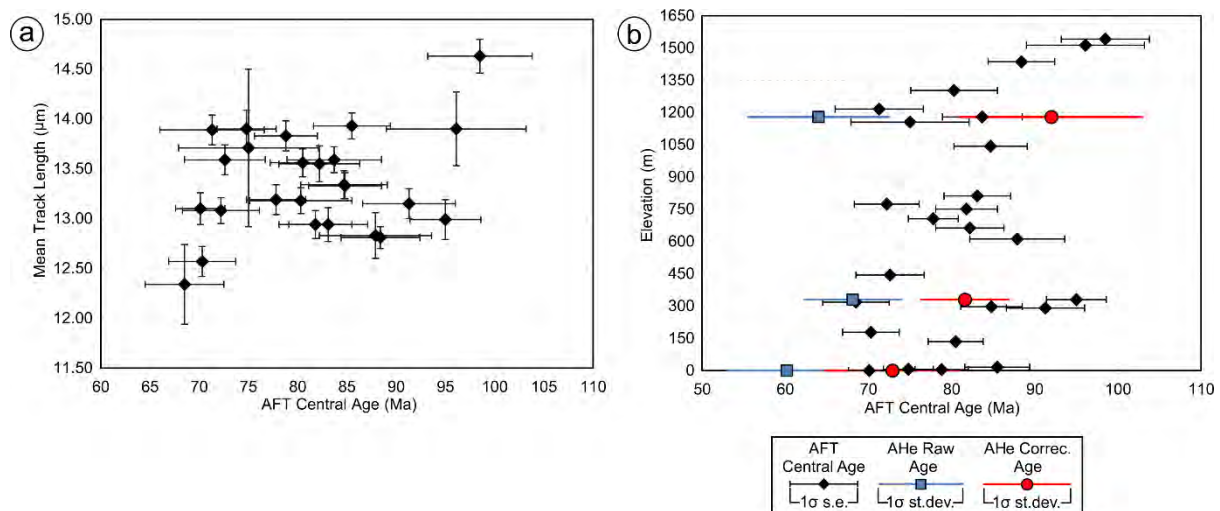 a
15.00
14.50
14.00
13.50
13.00
12.50
12.00
11.50
Mean Track Length (µm)
60 65 70 75 80 85 90 95 100 105 110
AFT Central Age (Ma)
b
1650
1500
1350
1200
1050
900
750
600
450
300
150
0
Elevation (m)
50 60 70 80 90 100 110
AFT Central Age (Ma)
AFT AHe Raw AHe Correc.
Central Age Age Age
1σ s.e. 1σ st.dev. 1σ st.dev.